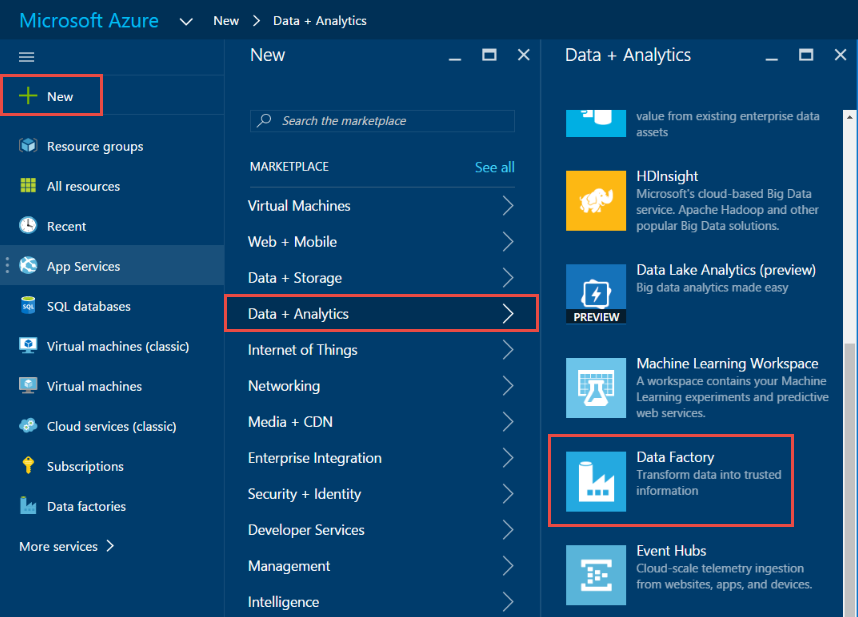 Microsoft Azure
New
Data + Analytics
New
Resource groups
All resources
Recent
App Services
SQL
SQL databases
Virtual machines (classic)
Virtual machines
Cloud services (classic)
Subscriptions
Data factories
More services
New
Search the marketplace
MARKETPLACE
See all
Virtual Machines
Web + Mobile
Data + Storage
Data + Analytics
Internet of Things
Networking
Media + CDN
Enterprise Integration
Security + Identity
Developer Services
Management
Intelligence
Data + Analytics
value from existing enterprise data
assets
HDInsight
Microsoft's cloud-based Big Data
service. Apache Hadoop and other
popular Big Data solutions.
PREVIEW
Data Lake Analytics (preview)
Big data analytics made easy
Machine Learning Workspace
A workspace contains your Machine
Learning experiments and predictive
web services.
Data Factory
Transform data into trusted
information
Event Hubs
Cloud-scale telemetry ingestion
from websites, apps, and devices.